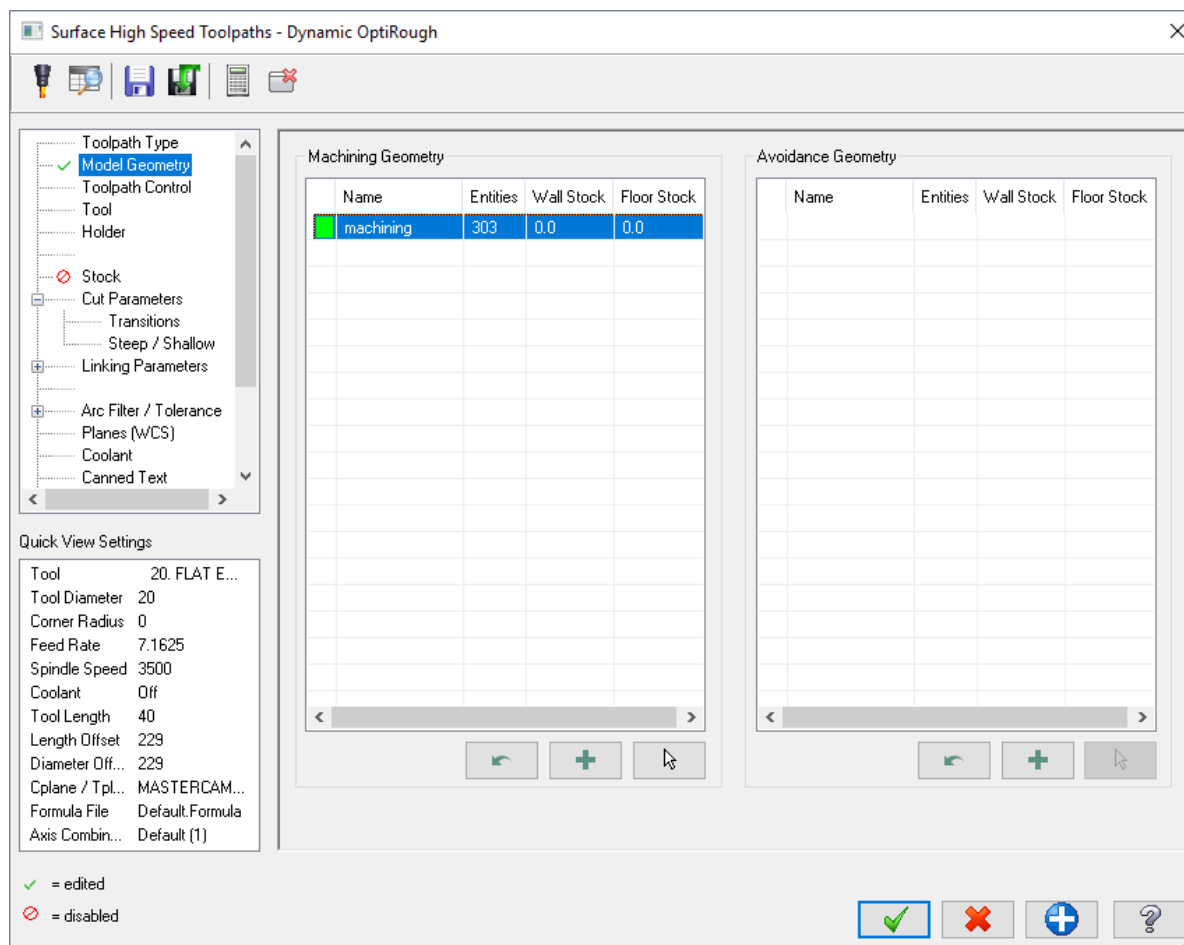 Surface High Speed Toolpaths - Dynamic OptiRough
Toolpath Type
Model Geometry
Toolpath Control
Tool
Holder
Stock
Cut Parameters
Transitions
Steep / Shallow
Linking Parameters
Arc Filter / Tolerance
Planes (WCS)
Coolant
Canned Text
Quick View Settings
Tool 20. FLAT E...
Tool Diameter 20
Corner Radius 0
Feed Rate 7.1625
Spindle Speed 3500
Coolant Off
Tool Length 40
Length Offset 229
Diameter Off... 229
Cplane / Tpl... MASTERCAM...
Formula File Default.Formula
Axis Combin... Default (1)
= edited
= disabled
Machining Geometry
Name Entities Wall Stock Floor Stock
machining 303 0.0 0.0
Avoidance Geometry
Name Entities Wall Stock Floor Stock